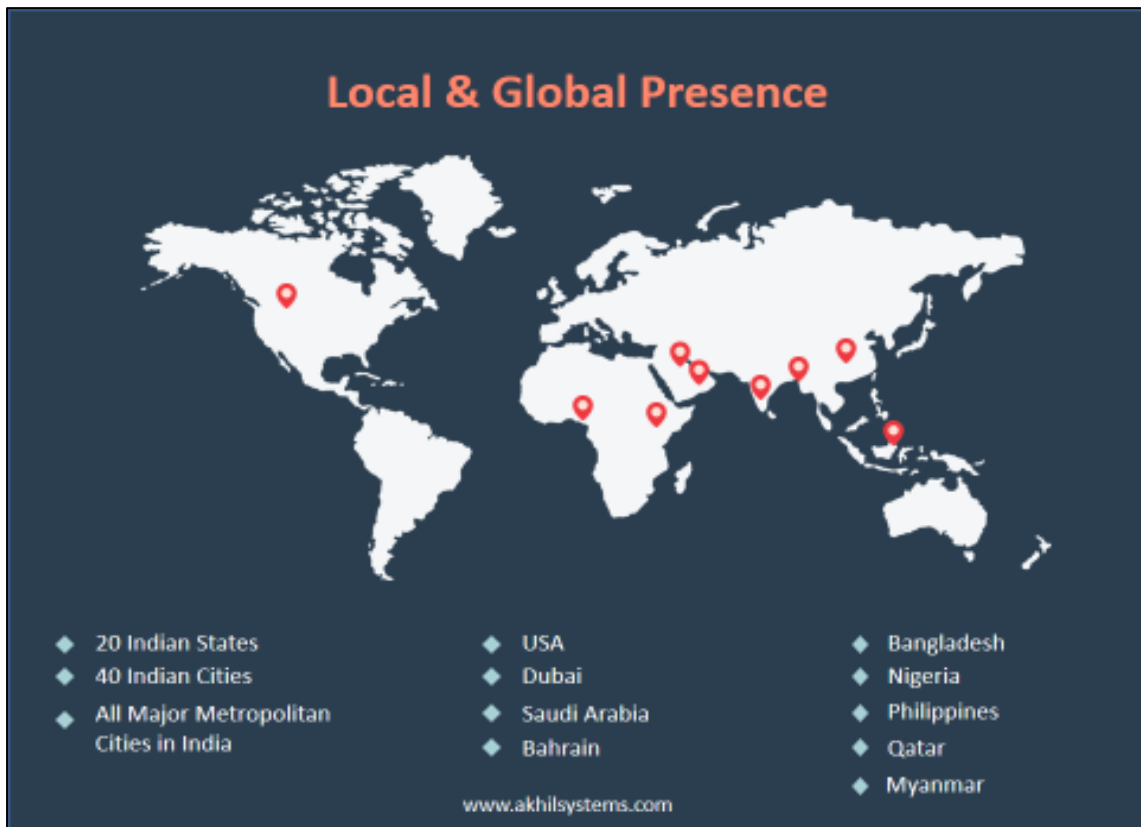 Local & Global Presence
20 Indian States
40 Indian Cities
All Major Metropolitan
Cities in India
USA
Dubai
Saudi Arabia
Bahrain
Bangladesh
Nigeria
Philippines
Qatar
Myanmar
www.akhilsystems.com